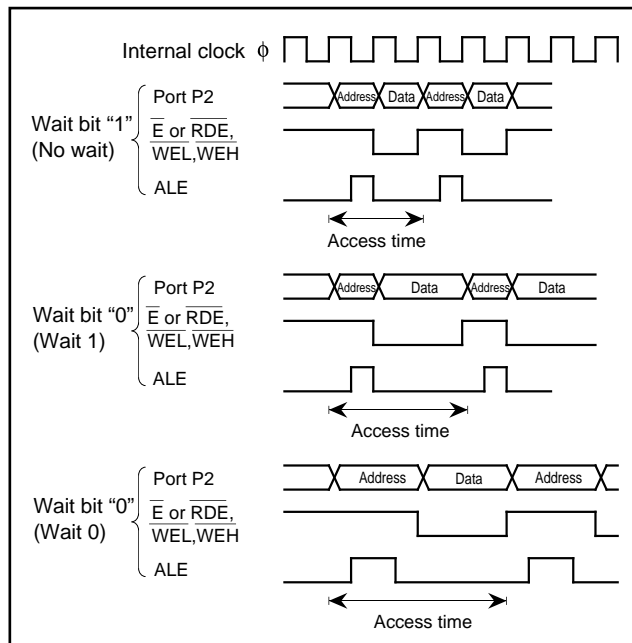 Internal clock ϕ
Port P2
Address Data Address Data
Wait bit “1”
(No wait)
E or RDE,
WEL,WEH
ALE
Access time
Port P2
Address Data Address Data
Wait bit “0”
(Wait 1)
E or RDE,
WEL,WEH
ALE
Access time
Port P2
Address Data Address
Wait bit “0”
(Wait 0)
E or RDE,
WEL,WEH
ALE
Access time